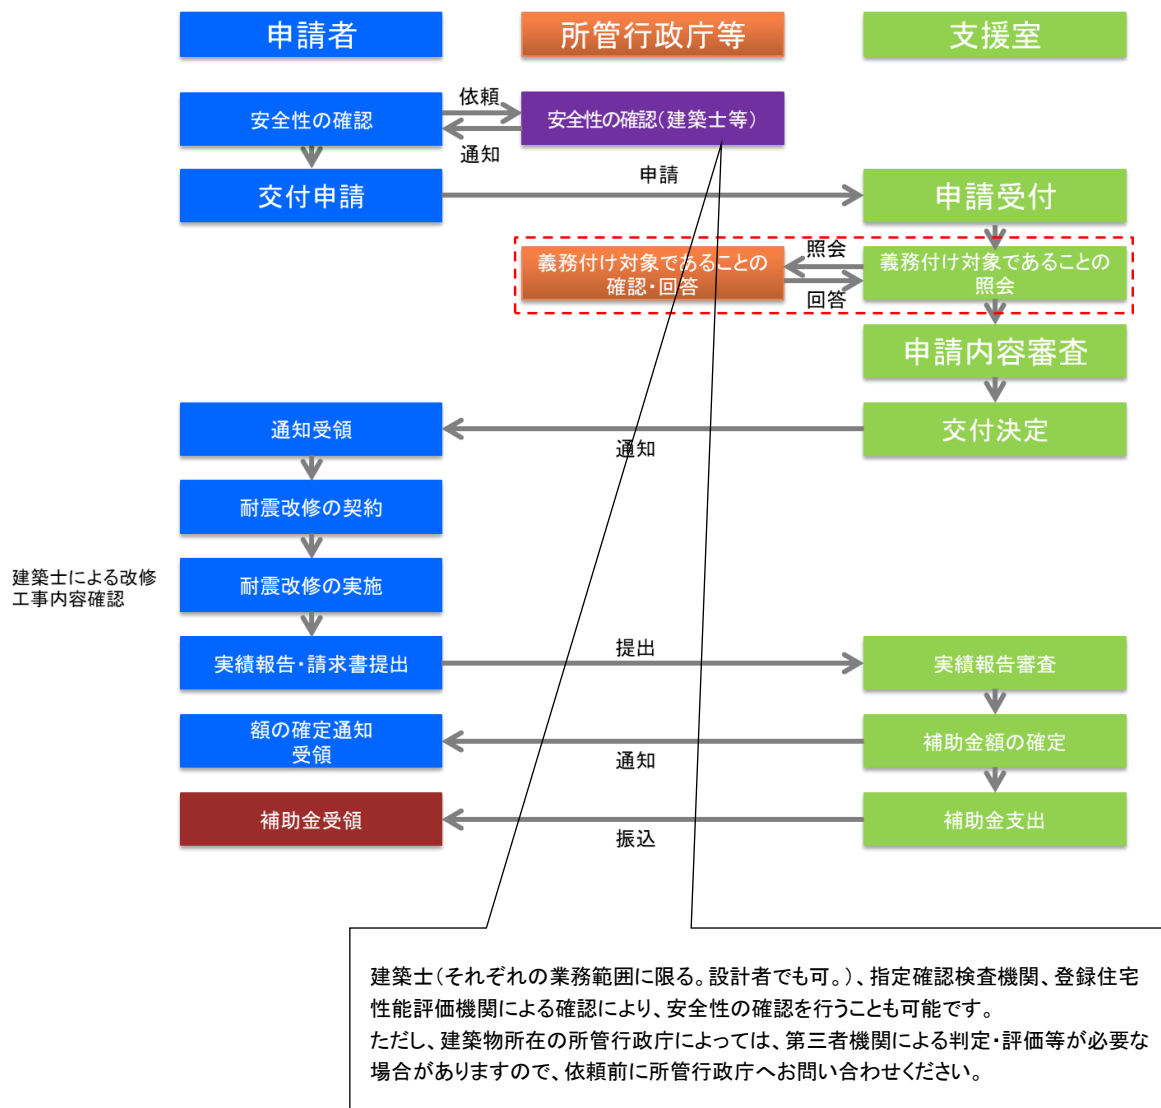 申請者
所管行政庁等
支援室
安全性の確認
依頼
通知
安全性の確認(建築士等)
交付申請
申請
申請受付
義務付け対象であることの
確認・回答
照会
回答
義務付け対象であることの
照会
申請内容審査
通知受領
通知
交付決定
耐震改修の契約
建築士による改修
工事内容確認
耐震改修の実施
実績報告・請求書提出
提出
実績報告審査
額の確定通知
受領
通知
補助金額の確定
補助金受領
振込
補助金支出
建築士(それぞれの業務範囲に限る。設計者でも可。)、指定確認検査機関、登録住宅
性能評価機関による確認により、安全性の確認を行うことも可能です。
ただし、建築物所在の所管行政庁によっては、第三者機関による判定・評価等が必要な
場合がありますので、依頼前に所管行政庁へお問い合わせください。